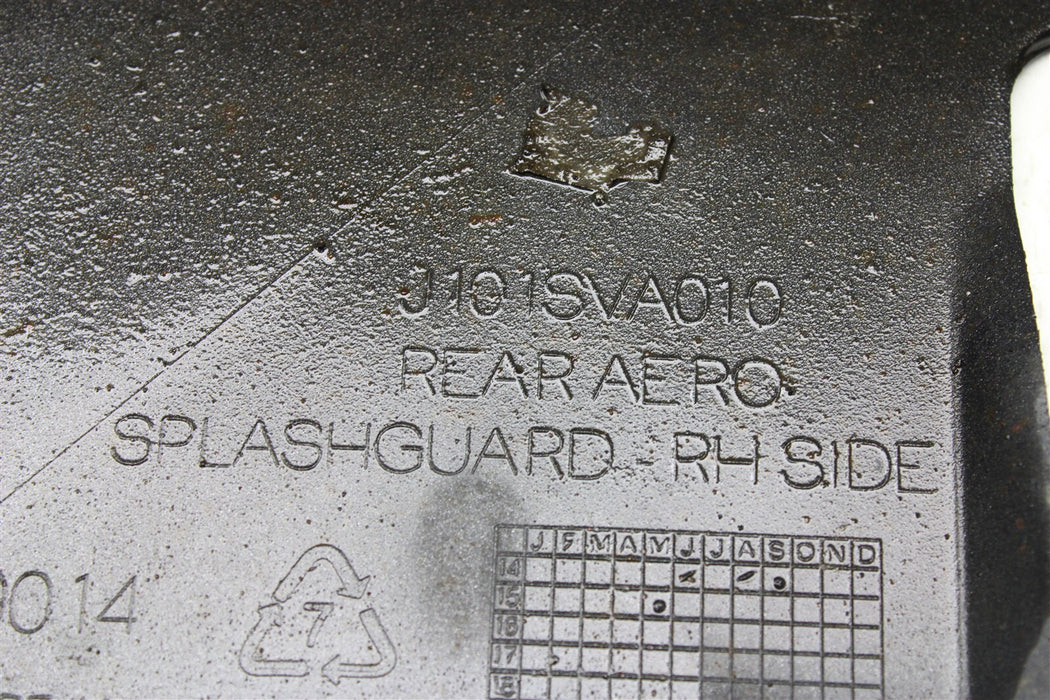 J101SVA010
REAR AERO
SPLASHGUARD - RH SIDE
J F M A M J J A S O N D
14
15
16
17
0014
7